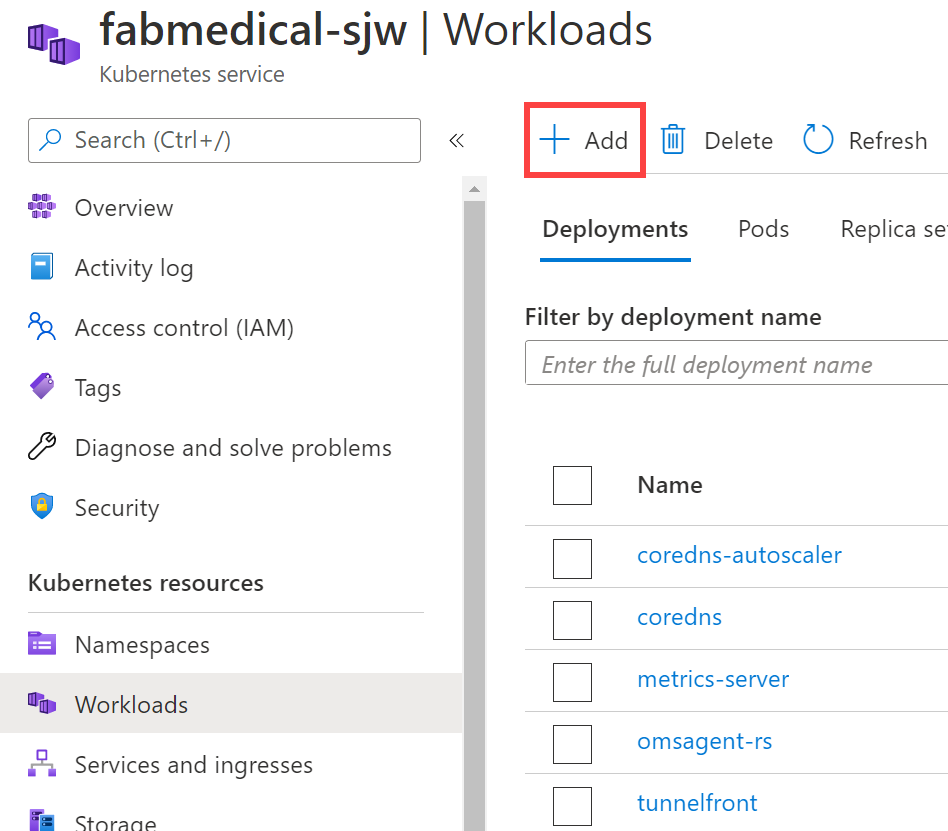 fabmedical-sjw | Workloads
Kubernetes service
Search (Ctrl+/)
«
Overview
Activity log
Access control (IAM)
Tags
Diagnose and solve problems
Security
Kubernetes resources
Namespaces
Workloads
Services and ingresses
Storage
Add Delete Refresh
Deployments Pods Replica se
Filter by deployment name
Enter the full deployment name
Name
coredns-autoscaler
coredns
metrics-server
omsagent-rs
tunnelfront